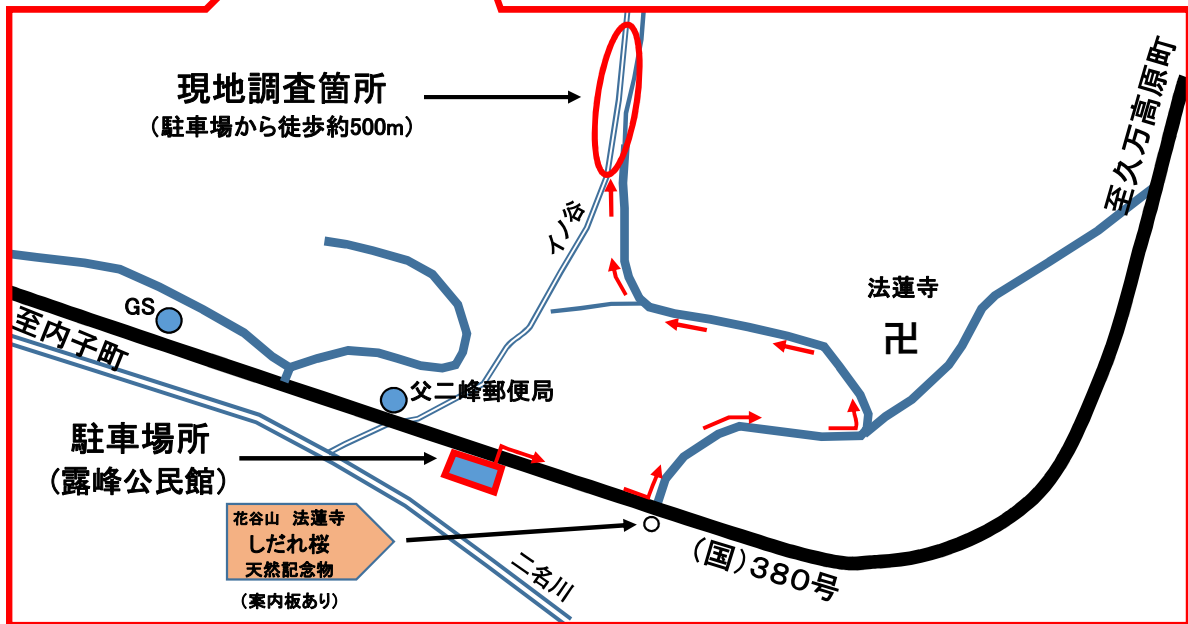 現地調査箇所
(駐車場から徒歩約500m)
至久万高原町
イノ谷
法蓮寺
卍
GS
至内子町
父二峰郵便局
駐車場所
(露峰公民館)
花谷山 法蓮寺
しだれ桜
天然記念物
(案内板あり)
二名川
(国)380号